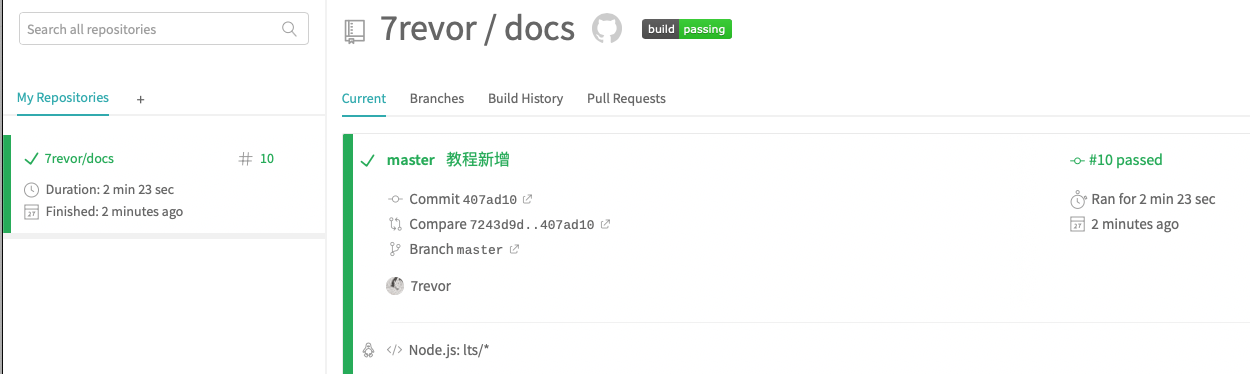 Search all repositories
My Repositories +
7revor/docs # 10
Duration: 2 min 23 sec
27 Finished: 2 minutes ago
7revor / docs build passing
Current Branches Build History Pull Requests
master 教程新增 #10 passed
Commit 407ad10 Ran for 2 min 23 sec
Compare 7243d9d..407ad10 27 2 minutes ago
Branch master
7revor
</> Node.js: lts/*